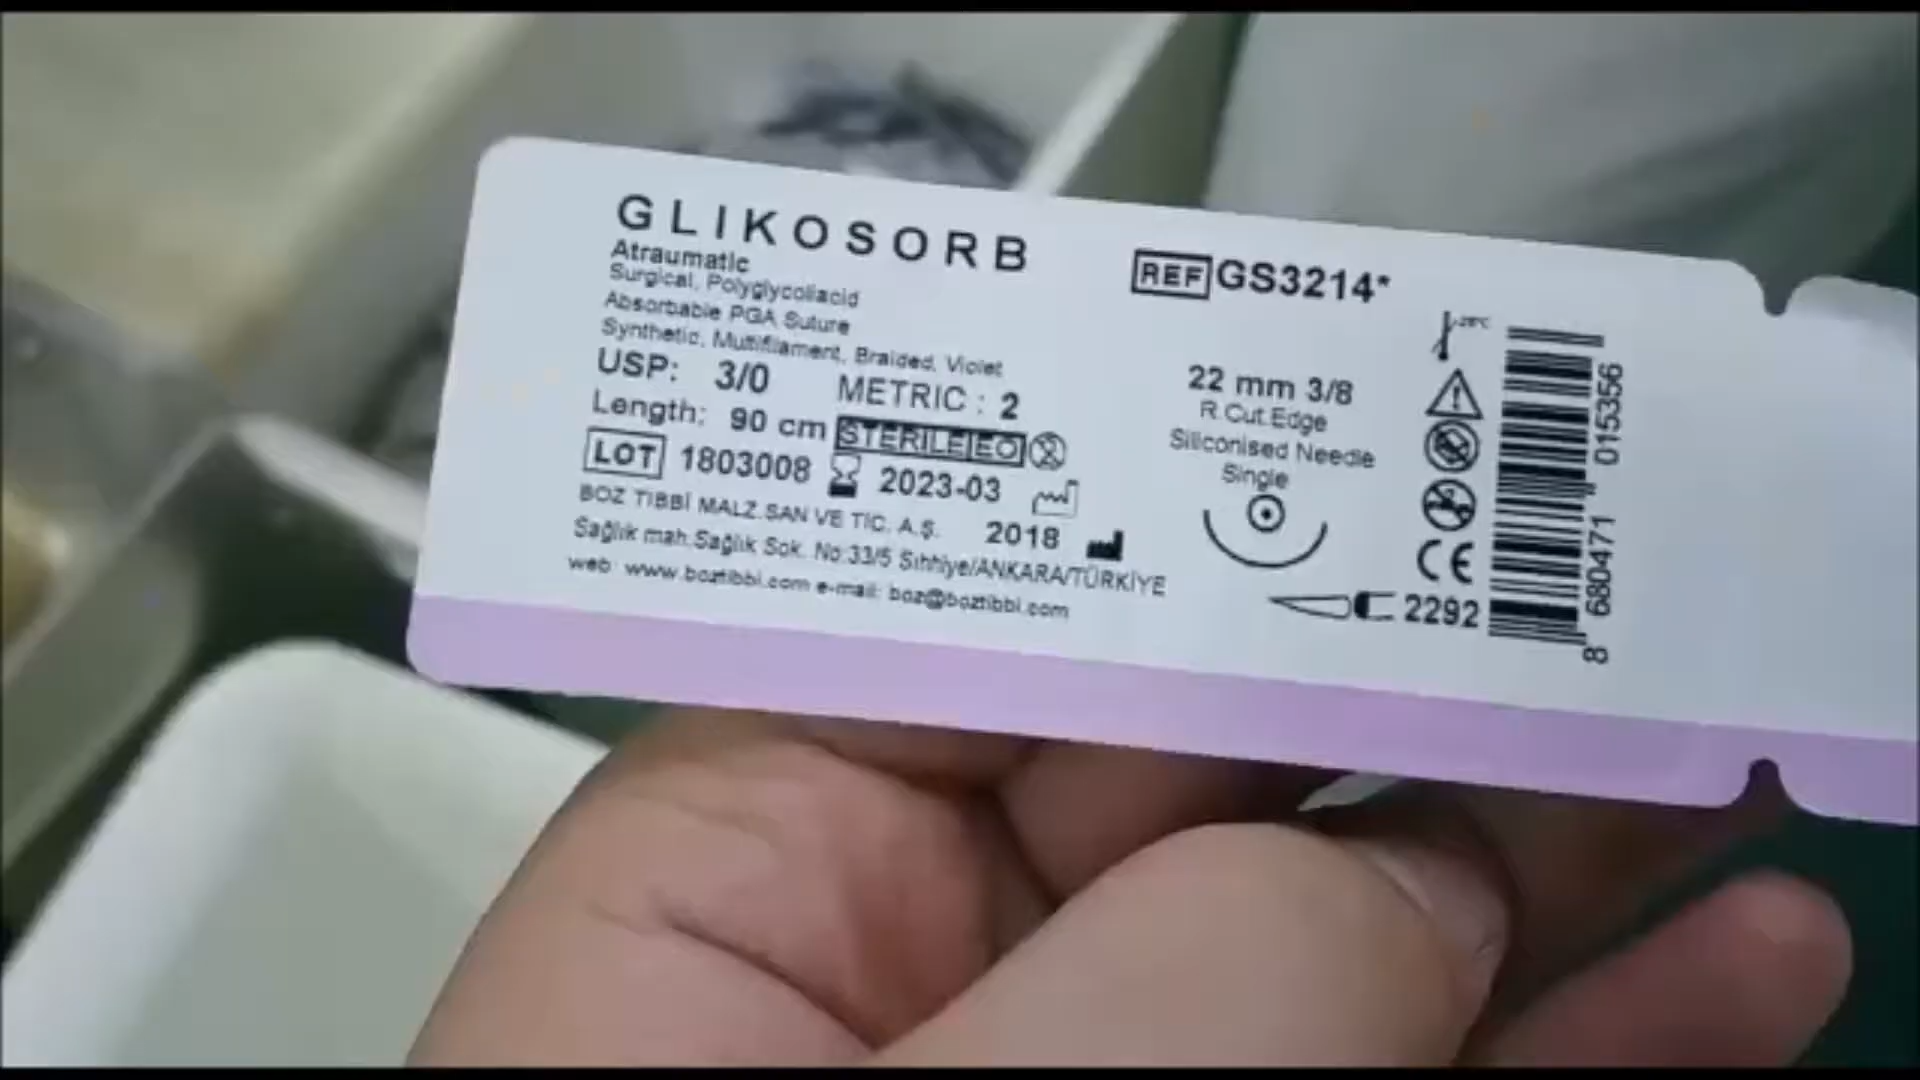 GLIKOSORB
Atraumatic
Surgical, Polyglycoliacid
Absorbable PGA Suture
Synthetic, Multifilament, Braided, Violet
USP: 3/0 METRIC : 2
Length: 90 cm STERILE EO
LOT 1803008 2023-03
BOZ TIBBİ MALZ.SAN VE TİC. A.Ş. 2018
Sağlık mah.Sağlık Sok. No:33/5 Sıhhiye/ANKARA/TÜRKİYE
web: www.boztibbi.com e-mail: boz@boztibbi.com
REF GS3214*
22 mm 3/8
R.Cut.Edge
Siliconised Needle
Single
CE
2292
8 680471 015356